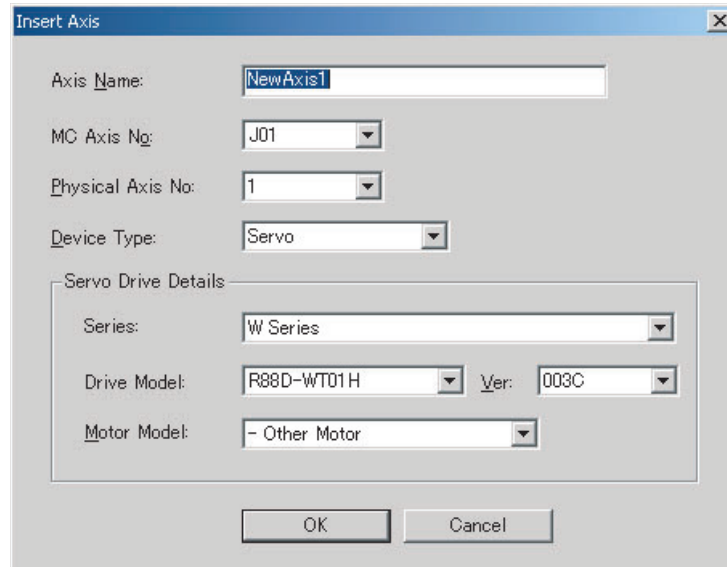 Insert Axis
Axis Name: NewAxis1
MC Axis No: J01
Physical Axis No: 1
Device Type: Servo
Servo Drive Details
Series: W Series
Drive Model: R88D-WT01H Ver: 003C
Motor Model: - Other Motor
OK Cancel